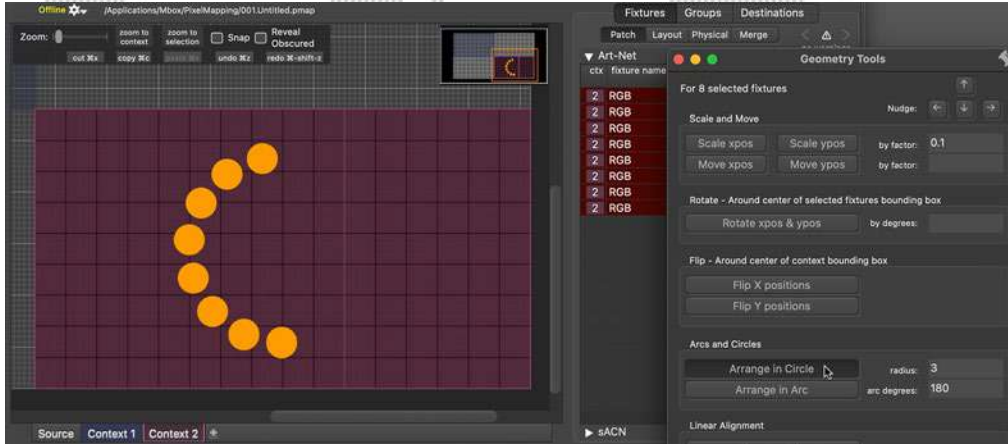 Offline /Applications/Mbox/PixelMapping/001.Untitled.pmap
Zoom:
zoom to context
zoom to selection
Snap
Reveal Obscured
cut ⌘x
copy ⌘c
paste ⌘v
undo ⌘z
redo ⌘-shift-z
Source
Context 1
Context 2
+
Fixtures
Groups
Destinations
Patch
Layout
Physical
Merge
Art-Net
ctx fixture name
2 RGB
2 RGB
2 RGB
2 RGB
2 RGB
2 RGB
2 RGB
2 RGB
sACN
Geometry Tools
For 8 selected fixtures
Nudge:
Scale and Move
Scale xpos
Scale ypos
by factor: 0.1
Move xpos
Move ypos
by factor:
Rotate - Around center of selected fixtures bounding box
Rotate xpos & ypos
by degrees:
Flip - Around center of context bounding box
Flip X positions
Flip Y positions
Arcs and Circles
Arrange in Circle
radius: 3
Arrange in Arc
arc degrees: 180
Linear Alignment